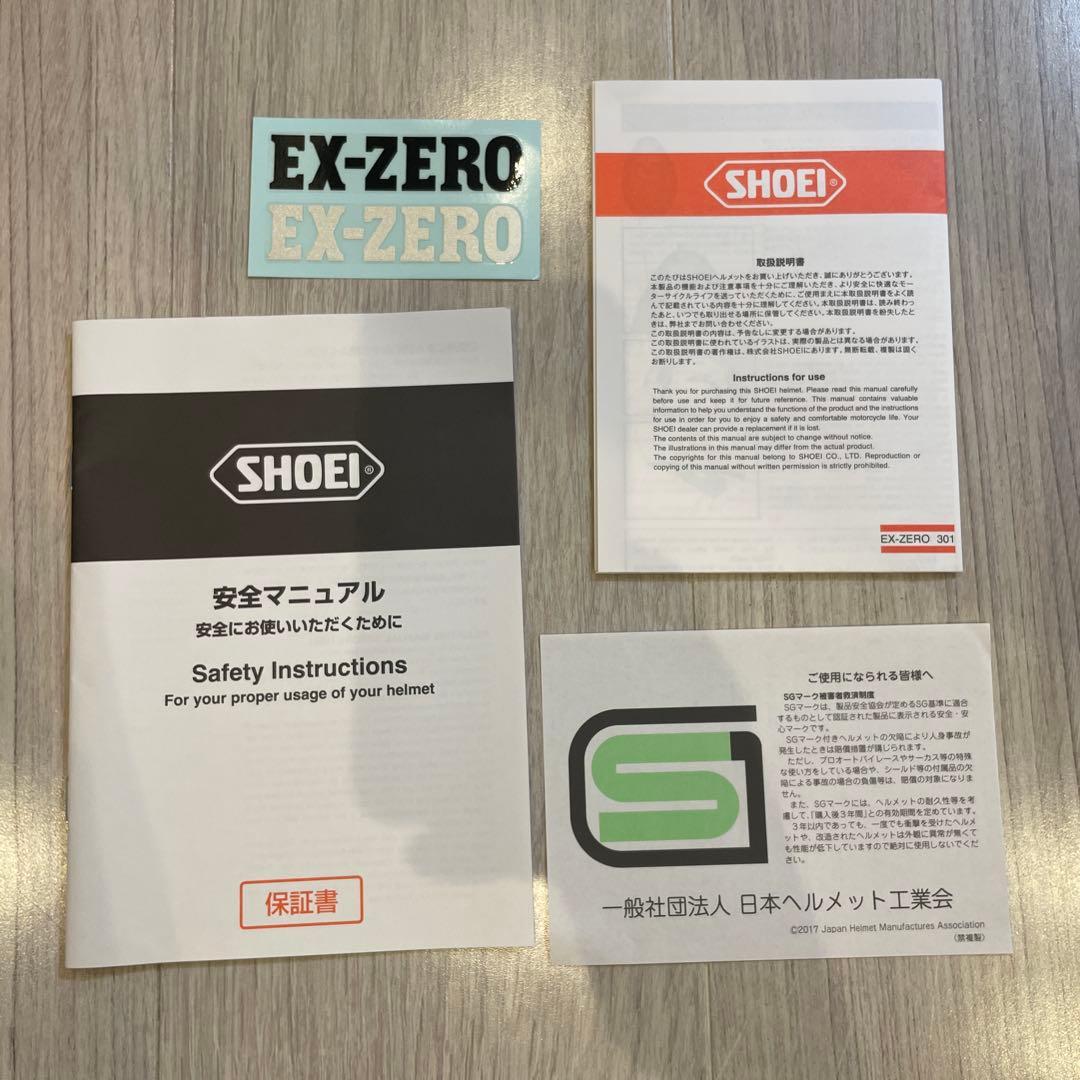 EX-ZERO
EX-ZERO
SHOEI®
取扱説明書
このたびはSHOEIヘルメットをお買い上げいただき、誠にありがとうございます。
本製品の機能および注意事項を十分にご理解いただき、より安全に快適なモー
ターサイクルライフを送っていただくために、ご使用まえに本取扱説明書をよく読
んで記載されている内容を十分に理解してください。本取扱説明書は、読み終わっ
たあと、いつでも取り出せる場所に保管してください。本取扱説明書を紛失したと
きは、弊社までお問い合わせください。
この取扱説明書の内容は、予告なしに変更する場合があります。
この取扱説明書に使われているイラストは、実際の製品とは異なる場合があります。
この取扱説明書の著作権は、株式会社SHOEIにあります。無断転載、複製は固く
お断りします。
Instructions for use
Thank you for purchasing this SHOEI helmet. Please read this manual carefully
before use and keep it for future reference. This manual contains valuable
information to help you understand the functions of the product and the instructions
for use in order for you to enjoy a safety and comfortable motorcycle life. Your
SHOEI dealer can provide a replacement if it is lost.
The contents of this manual are subject to change without notice.
The illustrations in this manual may differ from the actual product.
The copyrights for this manual belong to SHOEI CO., LTD. Reproduction or
copying of this manual without written permission is strictly prohibited.
EX-ZERO 301
SHOEI®
安全マニュアル
安全にお使いいただくために
Safety Instructions
For your proper usage of your helmet
保証書
ご使用になられる皆様へ
SGマーク被害者救済制度
SGマークは、製品安全協会が定めるSG基準に適合
するものとして認証された製品に表示される安全・安
心マークです。
SGマーク付きヘルメットの欠陥により人身事故が
発生したときは賠償措置が講じられます。
ただし、プロオートバイレースやサーカス等の特殊
な使い方をしている場合や、シールド等の付属品の欠
陥による事故の場合の負傷等は、賠償の対象になりま
せん。
また、SGマークには、ヘルメットの耐久性等を考
慮して、「購入後3年間」との有効期間を定めています。
3年以内であっても、一度でも衝撃を受けたヘルメ
ットや、改造されたヘルメットは外観に異常が無くて
も性能が低下していますので絶対に使用しないでくだ
さい。
SG
一般社団法人 日本ヘルメット工業会
©2017 Japan Helmet Manufactures Association
(禁複製)